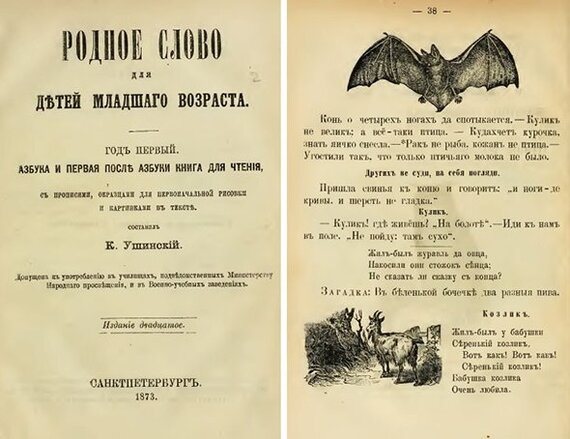 РОДНОЕ СЛОВО
ДЛЯ
ДѢТЕЙ МЛАДШАГО ВОЗРАСТА.
ГОДЪ ПЕРВЫЙ.
АЗБУКА И ПЕРВАЯ ПОСЛѢ АЗБУКИ КНИГА ДЛЯ ЧТЕНІЯ,
СЪ ПРОПИСЯМИ, ОБРАЗЦАМИ ДЛЯ ПЕРВОНАЧАЛЬНОЙ РИСОВКИ
И КАРТИНКАМИ ВЪ ТЕКСТѢ.
СОСТАВИЛЪ
К. Ушинскій.
Допущена къ употребленію въ училищахъ, подвѣдомственныхъ Министерству
Народнаго просвѣщенія, и въ Военно-учебныхъ заведеніяхъ.
Изданіе двадцатое.
САНКТПЕТЕРБУРГЪ.
1873.
— 38 —
Конь о четырехъ ногахъ да спотыкается.—Куликъ
не великъ, а всё-таки птица. — Кудахчетъ курочка,
знать яичко снесла.—*Ракъ не рыба, кожанъ не птица.—
Угостили такъ, что только птичьяго молока не было.
Другихъ не суди, на себя погляди.
Пришла свинья къ коню и говоритъ: „и ноги-де
кривы, и шерсть не гладка.“
Куликъ.
— Куликъ! гдѣ живёшь? „На болотѣ“.—Иди къ намъ
въ поле. „Не пойду: тамъ сухо“.
Жилъ-былъ журавль да овца,
Накосили они стожокъ сѣнца;
Не сказать ли сказку съ конца?
ЗАГАДКА: Въ бѣленькой бочечкѣ два разныя пива.
Козликъ.
Жилъ-былъ у бабушки
Сѣренькій козликъ,
Вотъ какъ! Вотъ какъ!
Сѣренькій козликъ!
Бабушка козлика
Очень любила.